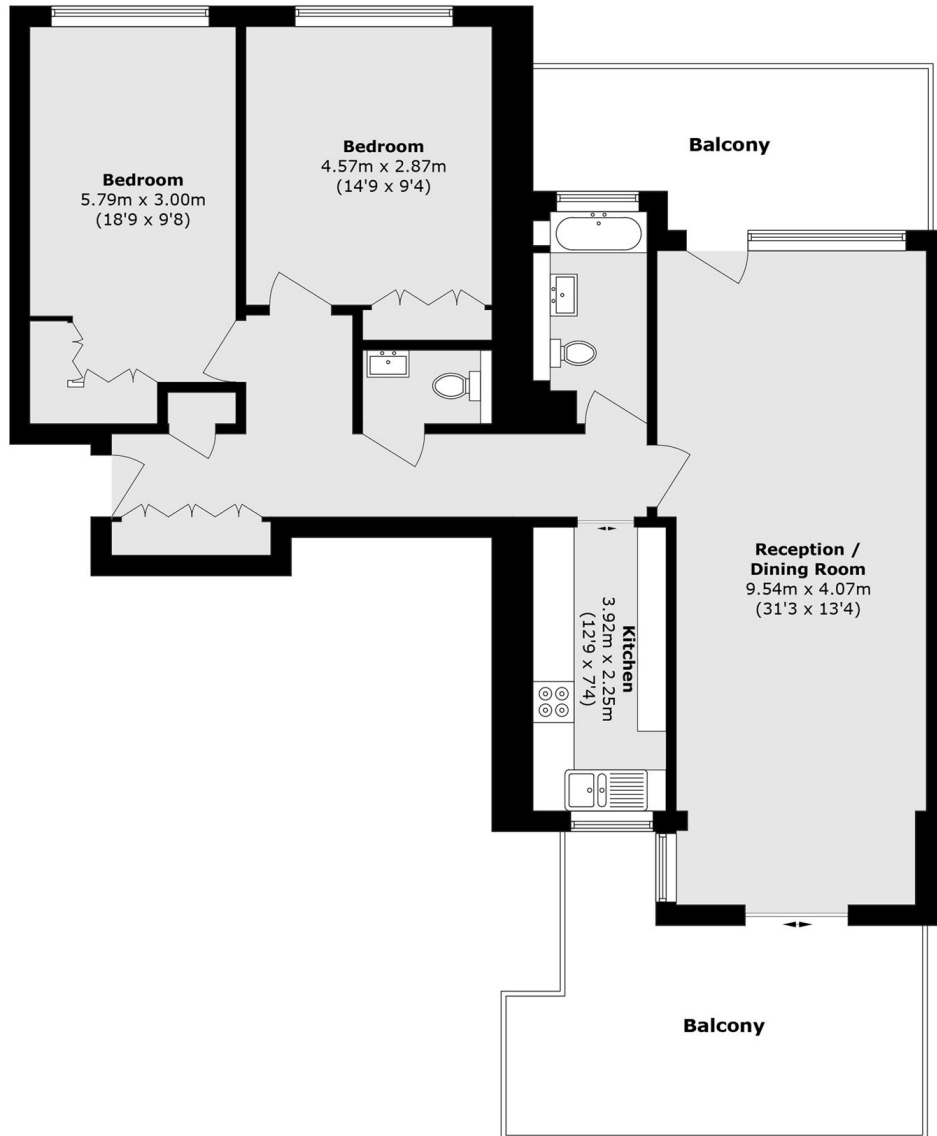 Bedroom
5.79m x 3.00m
(18'9 x 9'8)
Bedroom
4.57m x 2.87m
(14'9 x 9'4)
Balcony
Reception /
Dining Room
9.54m x 4.07m
(31'3 x 13'4)
Kitchen
3.92m x 2.25m
(12'9 x 7'4)
Balcony